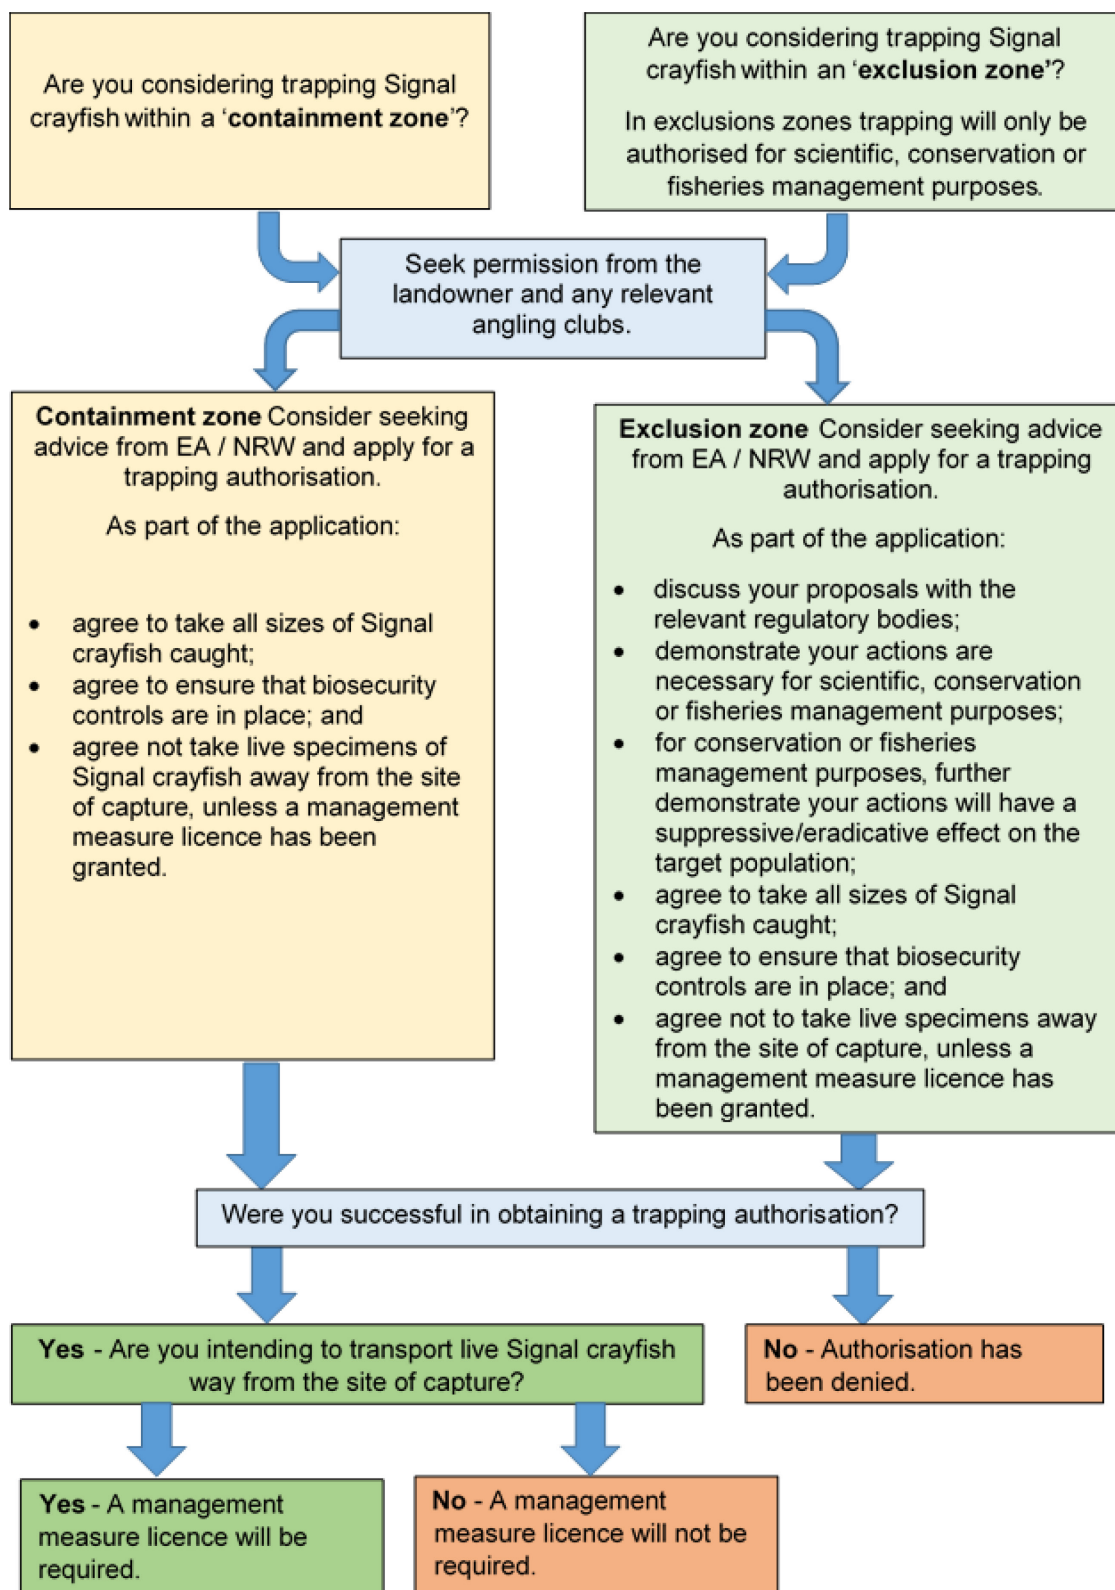 Are you considering trapping Signal
crayfish within a ‘containment zone’?
Are you considering trapping Signal
crayfish within an ‘exclusion zone’?
In exclusions zones trapping will only be
authorised for scientific, conservation or
fisheries management purposes.
Seek permission from the
landowner and any relevant
angling clubs.
Containment zone Consider seeking
advice from EA / NRW and apply for a
trapping authorisation.
As part of the application:
• agree to take all sizes of Signal
crayfish caught;
• agree to ensure that biosecurity
controls are in place; and
• agree not take live specimens of
Signal crayfish away from the site
of capture, unless a management
measure licence has been
granted.
Exclusion zone Consider seeking advice
from EA / NRW and apply for a trapping
authorisation.
As part of the application:
• discuss your proposals with the
relevant regulatory bodies;
• demonstrate your actions are
necessary for scientific, conservation
or fisheries management purposes;
• for conservation or fisheries
management purposes, further
demonstrate your actions will have a
suppressive/eradicative effect on the
target population;
• agree to take all sizes of Signal
crayfish caught;
• agree to ensure that biosecurity
controls are in place; and
• agree not to take live specimens away
from the site of capture, unless a
management measure licence has
been granted.
Were you successful in obtaining a trapping authorisation?
Yes - Are you intending to transport live Signal crayfish
way from the site of capture?
No - Authorisation has
been denied.
Yes - A management
measure licence will be
required.
No - A management
measure licence will not be
required.